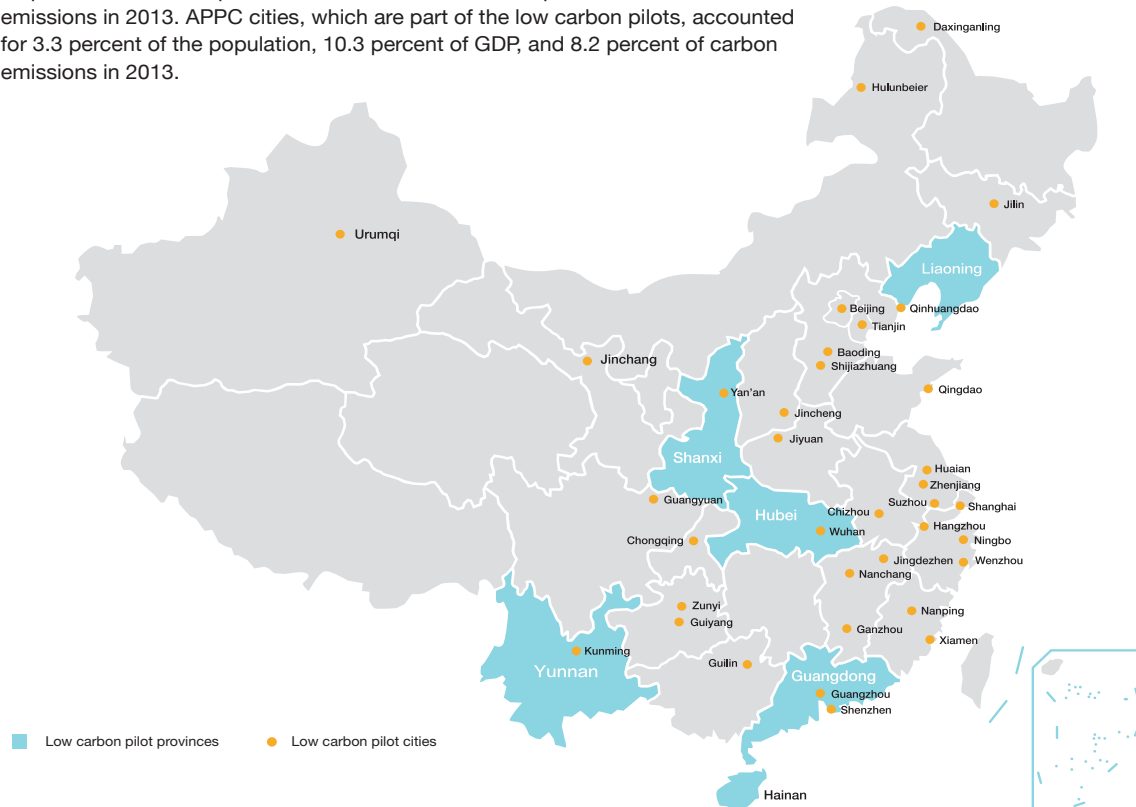 emissions in 2013. APPC cities, which are part of the low carbon pilots, accounted
for 3.3 percent of the population, 10.3 percent of GDP, and 8.2 percent of carbon
emissions in 2013.
Daxinganling
Hulunbeier
Jilin
Urumqi
Liaoning
Beijing
Qinhuangdao
Tianjin
Baoding
Jinchang
Shijiazhuang
Yan'an
Qingdao
Jincheng
Jiyuan
Shanxi
Huaian
Zhenjiang
Guangyuan
Suzhou
Shanghai
Chizhou
Hubei
Hangzhou
Wuhan
Chongqing
Ningbo
Jingdezhen
Wenzhou
Nanchang
Zunyi
Nanping
Guiyang
Ganzhou
Xiamen
Kunming
Guilin
Yunnan
Guangdong
Guangzhou
Shenzhen
Low carbon pilot provinces
Low carbon pilot cities
Hainan